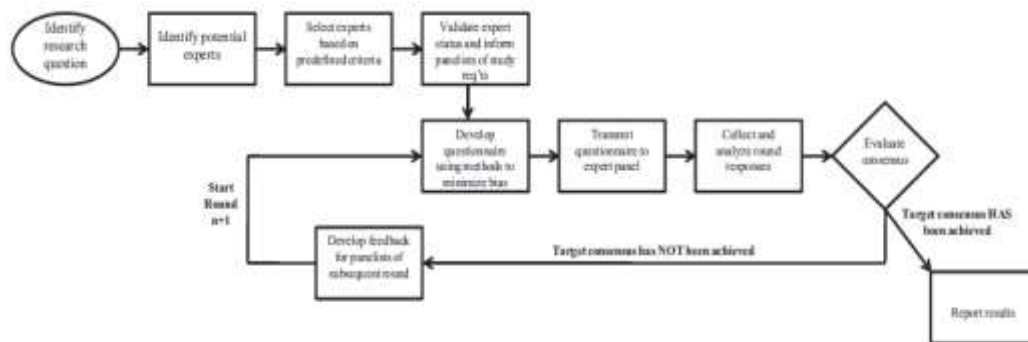 Identify
research
question
Identify potential
experts
Select experts
based on
predefined criteria
Validate expert
status and inform
panelists of study
req'ts
Develop
questionnaire
using methods to
minimize bias
Transmit
questionnaire to
expert panel
Collect and
analyze round
responses
Evaluate
consensus
Start
Round
n+1
Target consensus HAS
been achieved
Develop feedback
for panelists of
subsequent round
Target consensus has NOT been achieved
Report results